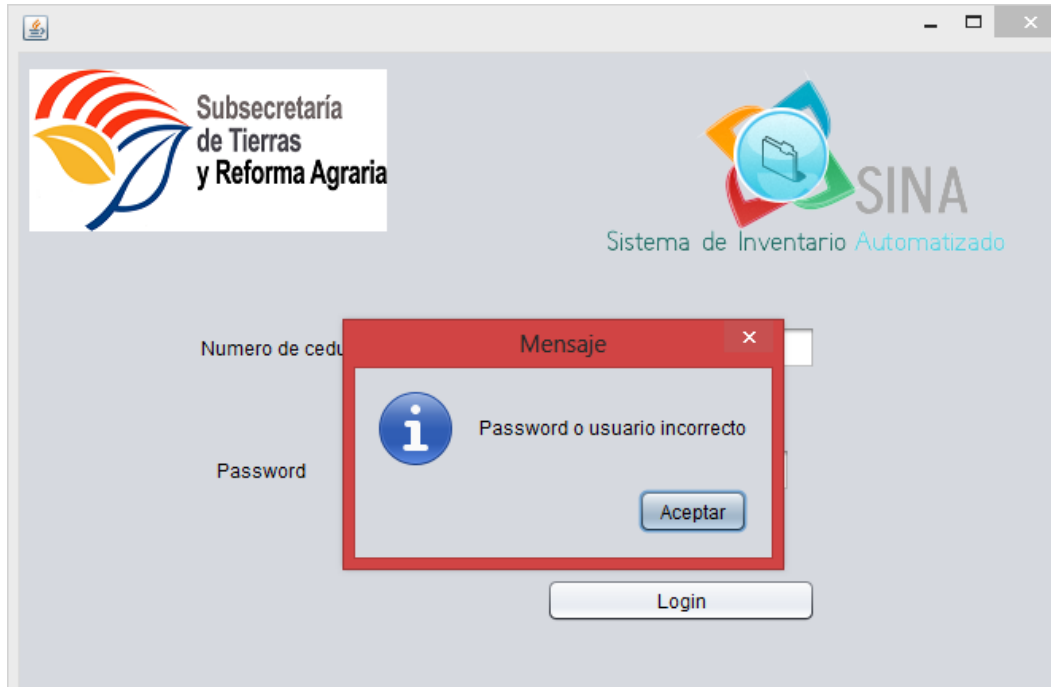 Subsecretaría
de Tierras
y Reforma Agraria
SINA
Sistema de Inventario Automatizado
Numero de cedu
Mensaje
Password o usuario incorrecto
Password
Aceptar
Login